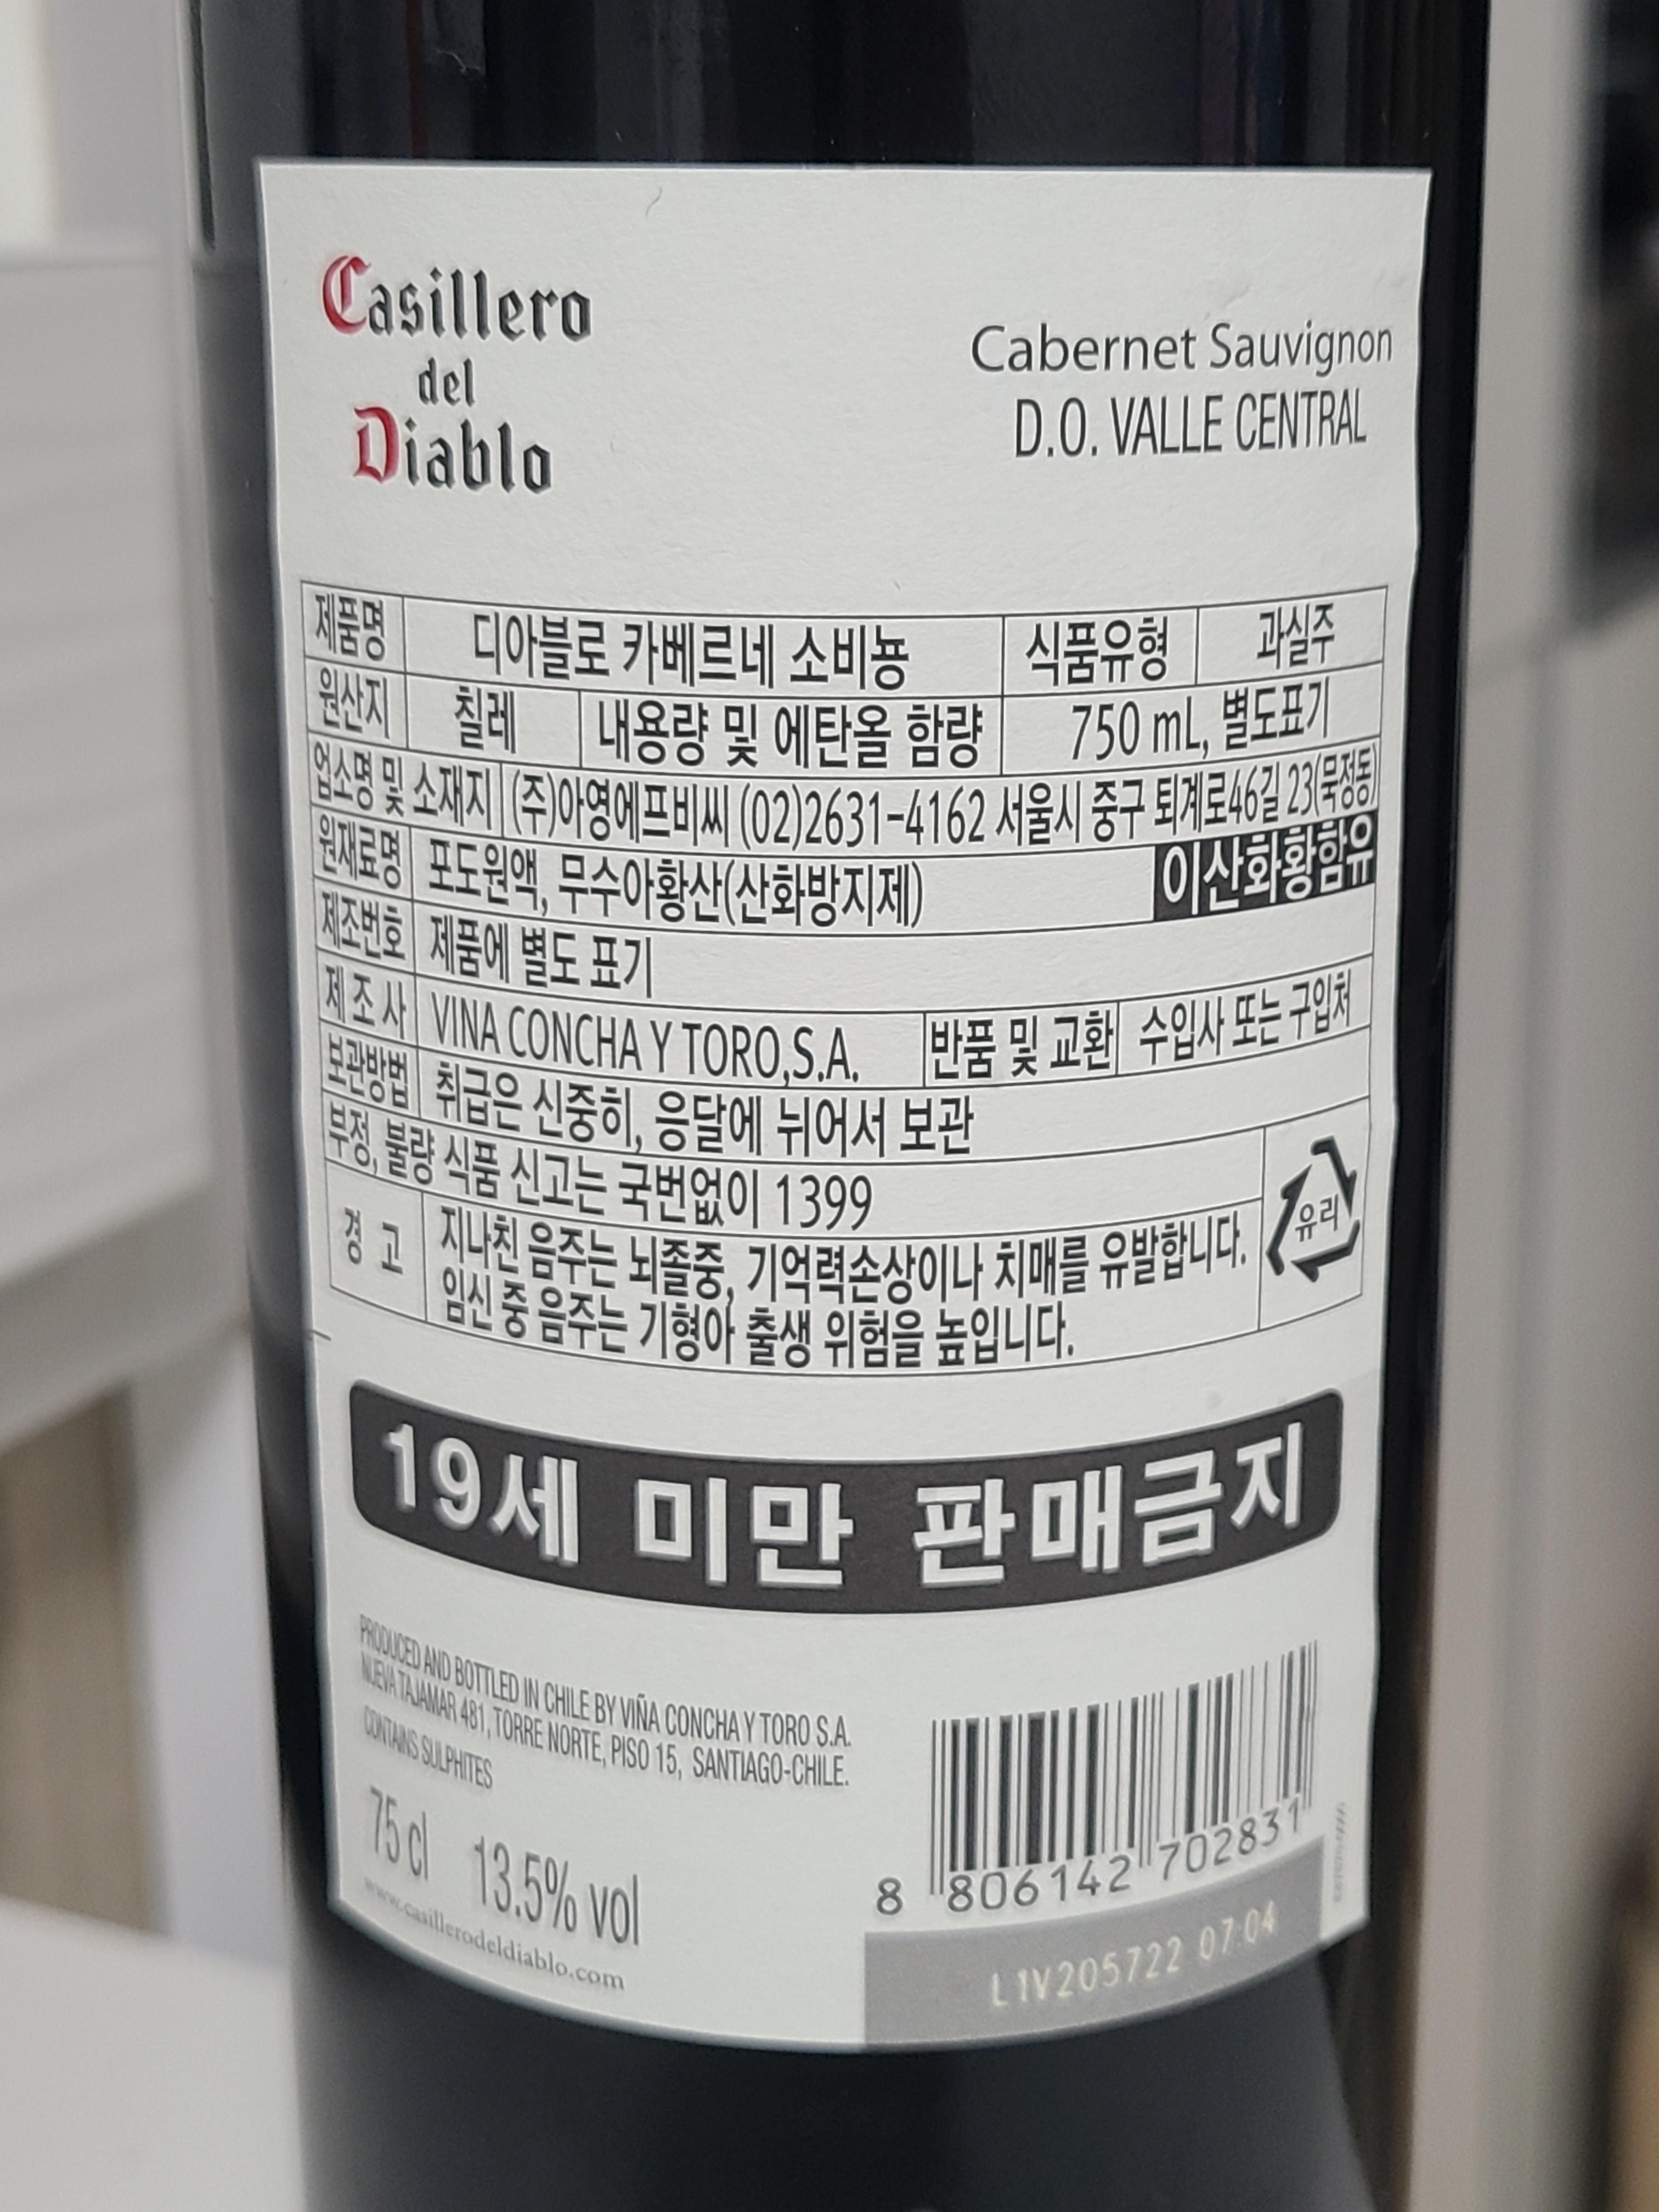 Casillero
del
Diablo
Cabernet Sauvignon
D.O. VALLE CENTRAL
제품명 디아블로 카베르네 소비뇽 식품유형 과실주
원산지 칠레 내용량 및 에탄올 함량 750 mL, 별도표기
업소명 및 소재지 (주)아영에프비씨 (02)2631-4162 서울시 중구 퇴계로46길 23(묵정동)
원재료명 포도원액, 무수아황산(산화방지제) 이산화황함유
제조번호 제품에 별도 표기
제조사 VINA CONCHA Y TORO,S.A. 반품 및 교환 수입사 또는 구입처
보관방법 취급은 신중히, 응달에 뉘어서 보관
부정, 불량 식품 신고는 국번없이 1399
경고 지나친 음주는 뇌졸중, 기억력손상이나 치매를 유발합니다.
임신 중 음주는 기형아 출생 위험을 높입니다.
유리
19세 미만 판매금지
PRODUCED AND BOTTLED IN CHILE BY VIÑA CONCHA Y TORO S.A.
NUEVA TAJAMAR 481, TORRE NORTE, PISO 15, SANTIAGO-CHILE.
CONTAINS SULPHITES
75 cl 13.5% vol
www.casillerodeldiablo.com
8 806142 702831
L1V205722 07:04